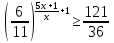 (6/11)^((5x+1)/x + 1) ≥ 121/36